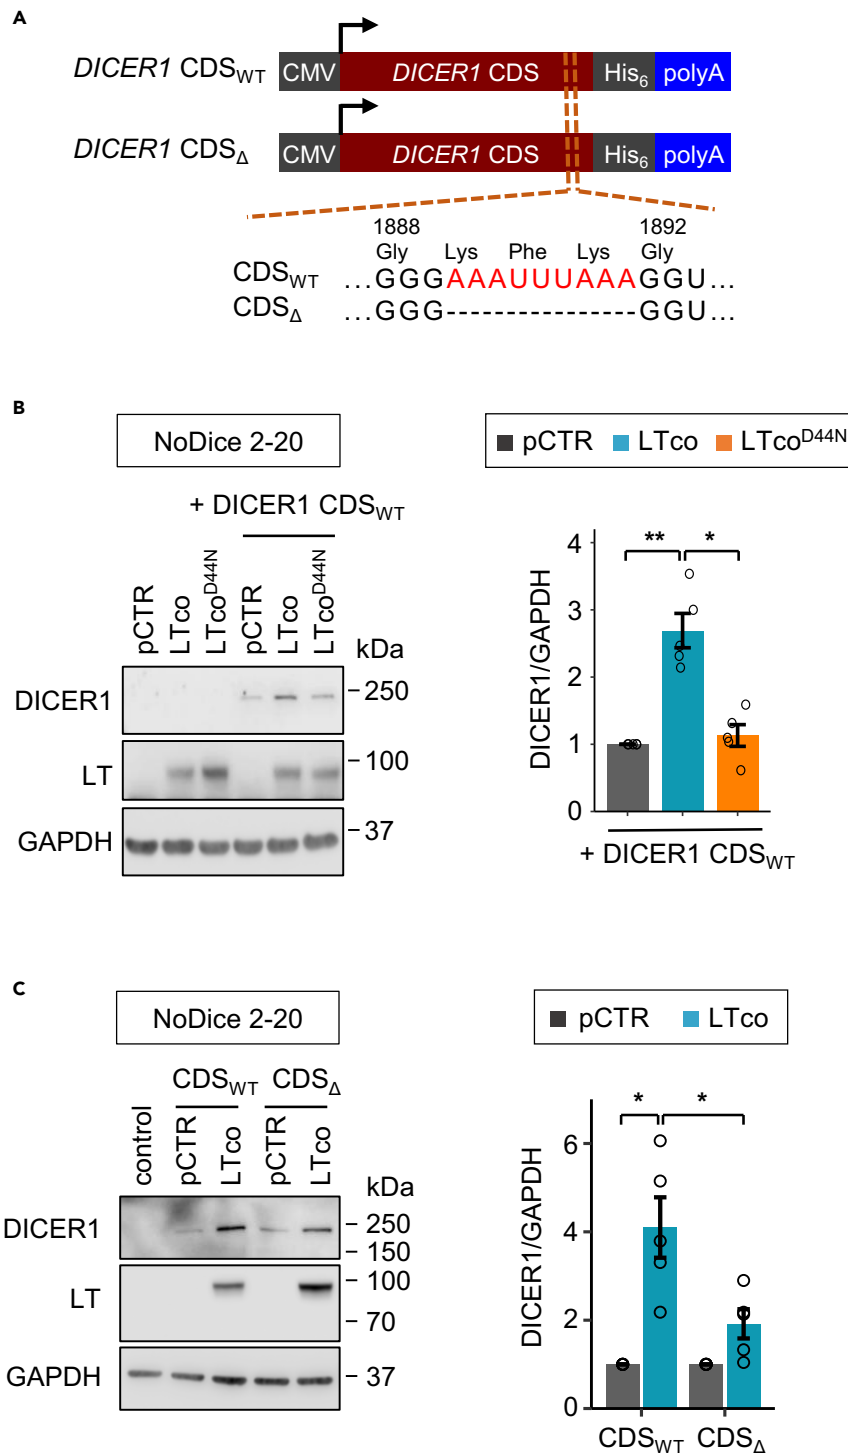 A
DICER1 CDSWT CMV DICER1 CDS His6 polyA
DICER1 CDSΔ CMV DICER1 CDS His6 polyA
1888 1892
Gly Lys Phe Lys Gly
CDSWT ...GGGAAAUUUAAAGGU...
CDSΔ ...GGG---------------GGU...
B
NoDice 2-20
+ DICER1 CDSWT
pCTR LTco LTcoD44N pCTR LTco LTcoD44N kDa
DICER1 250
LT 100
GAPDH 37
pCTR LTco LTcoD44N
DICER1/GAPDH
** *
4
3
2
1
0
+ DICER1 CDSWT
C
NoDice 2-20
CDSWT CDSΔ
control pCTR LTco pCTR LTco kDa
DICER1 250
150
LT 100
70
GAPDH 37
pCTR LTco
DICER1/GAPDH
* *
6
4
2
0
CDSWT CDSΔ